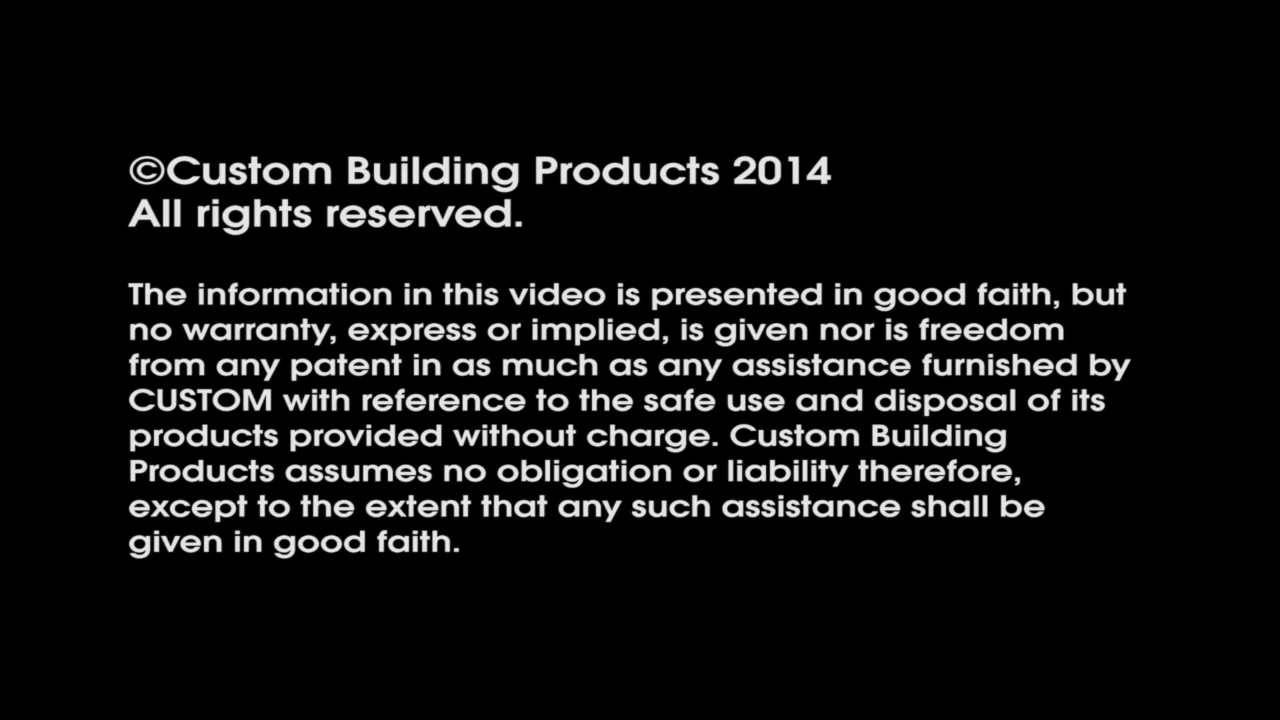 ©Custom Building Products 2014
All rights reserved.
The information in this video is presented in good faith, but
no warranty, express or implied, is given nor is freedom
from any patent in as much as any assistance furnished by
CUSTOM with reference to the safe use and disposal of its
products provided without charge. Custom Building
Products assumes no obligation or liability therefore,
except to the extent that any such assistance shall be
given in good faith.